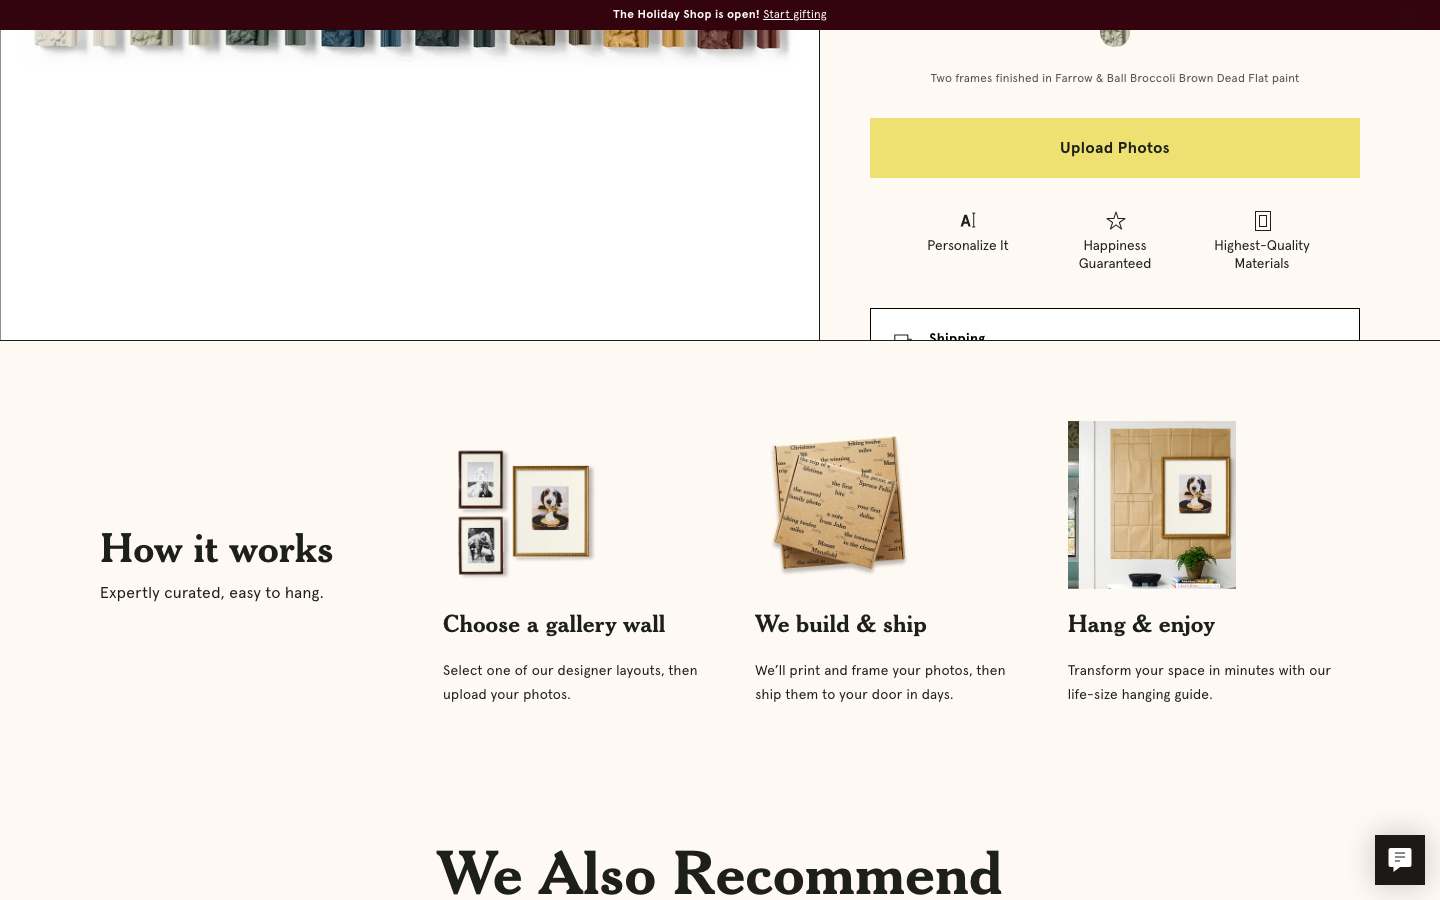 The Holiday Shop is open! Start gifting
Two frames finished in Farrow & Ball Broccoli Brown Dead Flat paint
Upload Photos
Personalize It
Happiness
Guaranteed
Highest-Quality
Materials
Shipping
How it works
Expertly curated, easy to hang.
Choose a gallery wall
Select one of our designer layouts, then
upload your photos.
We build & ship
We’ll print and frame your photos, then
ship them to your door in days.
Hang & enjoy
Transform your space in minutes with our
life-size hanging guide.
We Also Recommend